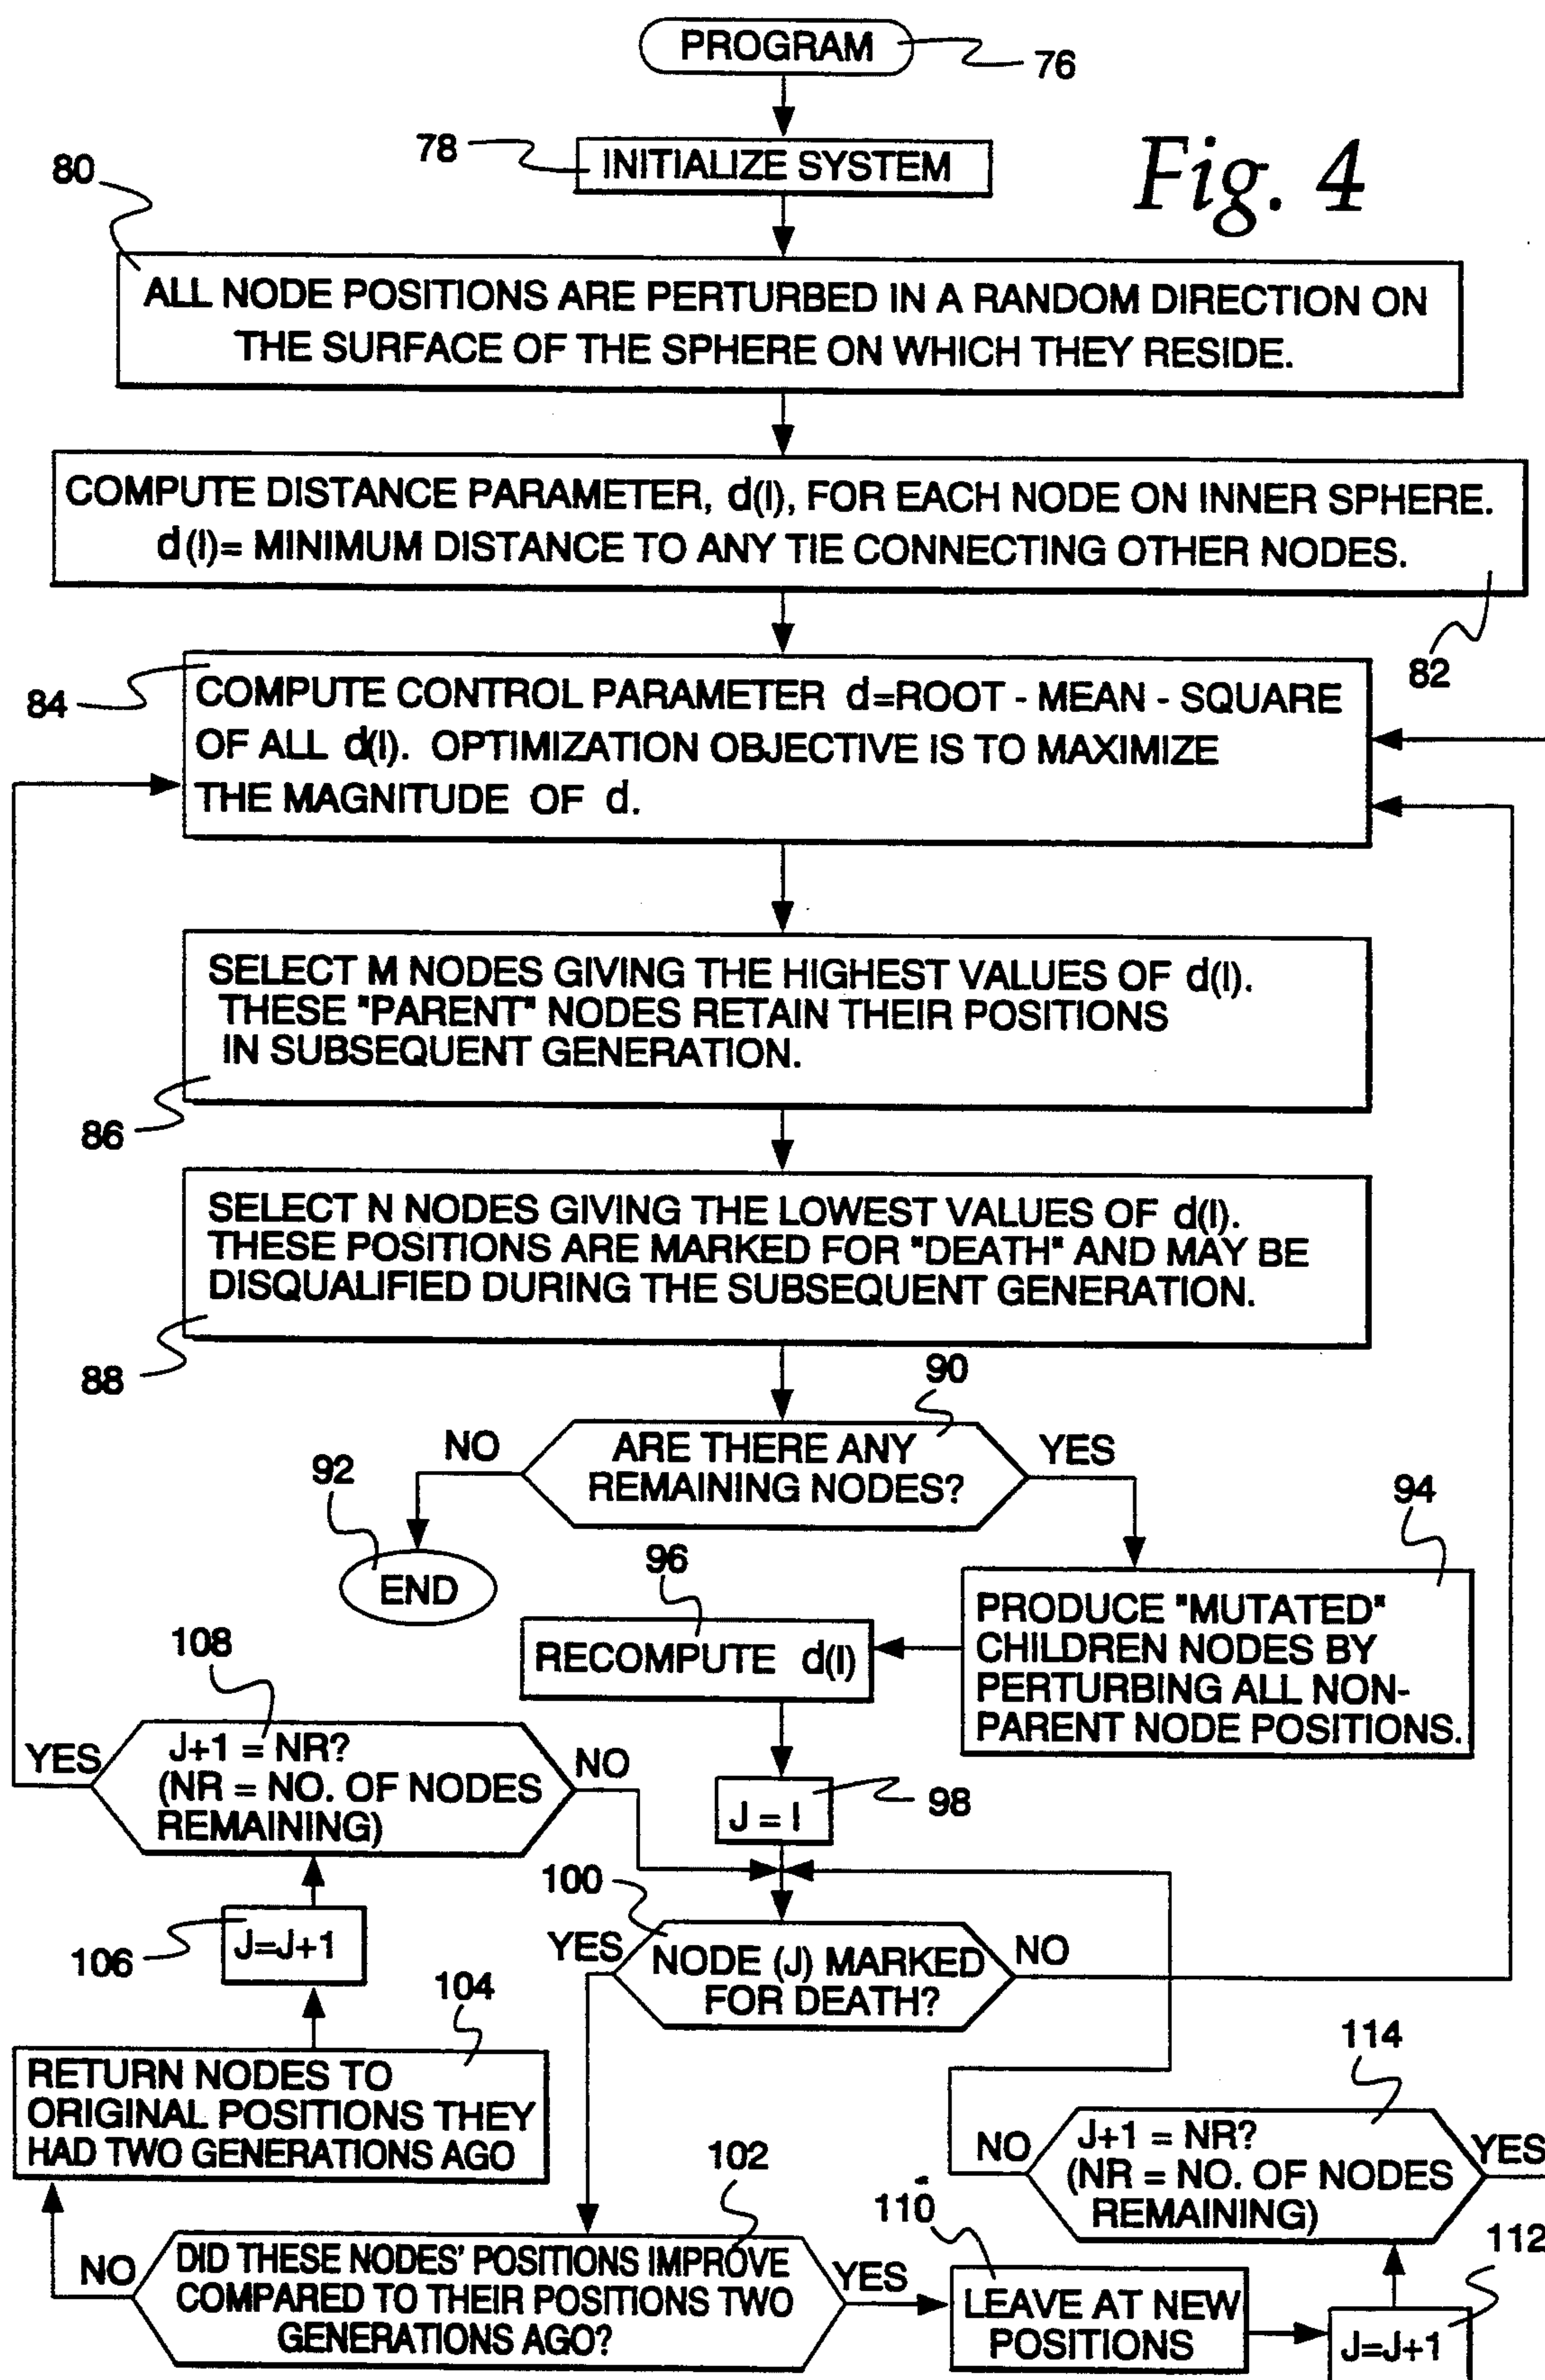 PROGRAM
76
78
INITIALIZE SYSTEM
Fig. 4
80
ALL NODE POSITIONS ARE PERTURBED IN A RANDOM DIRECTION ON
THE SURFACE OF THE SPHERE ON WHICH THEY RESIDE.
COMPUTE DISTANCE PARAMETER, d(I), FOR EACH NODE ON INNER SPHERE.
d(I)= MINIMUM DISTANCE TO ANY TIE CONNECTING OTHER NODES.
82
84
COMPUTE CONTROL PARAMETER d=ROOT - MEAN - SQUARE
OF ALL d(I). OPTIMIZATION OBJECTIVE IS TO MAXIMIZE
THE MAGNITUDE OF d.
SELECT M NODES GIVING THE HIGHEST VALUES OF d(I).
THESE "PARENT" NODES RETAIN THEIR POSITIONS
IN SUBSEQUENT GENERATION.
86
SELECT N NODES GIVING THE LOWEST VALUES OF d(I).
THESE POSITIONS ARE MARKED FOR "DEATH" AND MAY BE
DISQUALIFIED DURING THE SUBSEQUENT GENERATION.
88
90
NO
ARE THERE ANY
REMAINING NODES?
YES
92
END
94
PRODUCE "MUTATED"
CHILDREN NODES BY
PERTURBING ALL NON-
PARENT NODE POSITIONS.
96
RECOMPUTE d(I)
108
YES
J+1 = NR?
(NR = NO. OF NODES
REMAINING)
NO
J = I
98
100
YES
NODE (J) MARKED
FOR DEATH?
NO
106
J=J+1
104
RETURN NODES TO
ORIGINAL POSITIONS THEY
HAD TWO GENERATIONS AGO
114
NO
J+1 = NR?
(NR = NO. OF NODES
REMAINING)
YES
102
NO
DID THESE NODES' POSITIONS IMPROVE
COMPARED TO THEIR POSITIONS TWO
GENERATIONS AGO?
YES
110
LEAVE AT NEW
POSITIONS
112
J=J+1